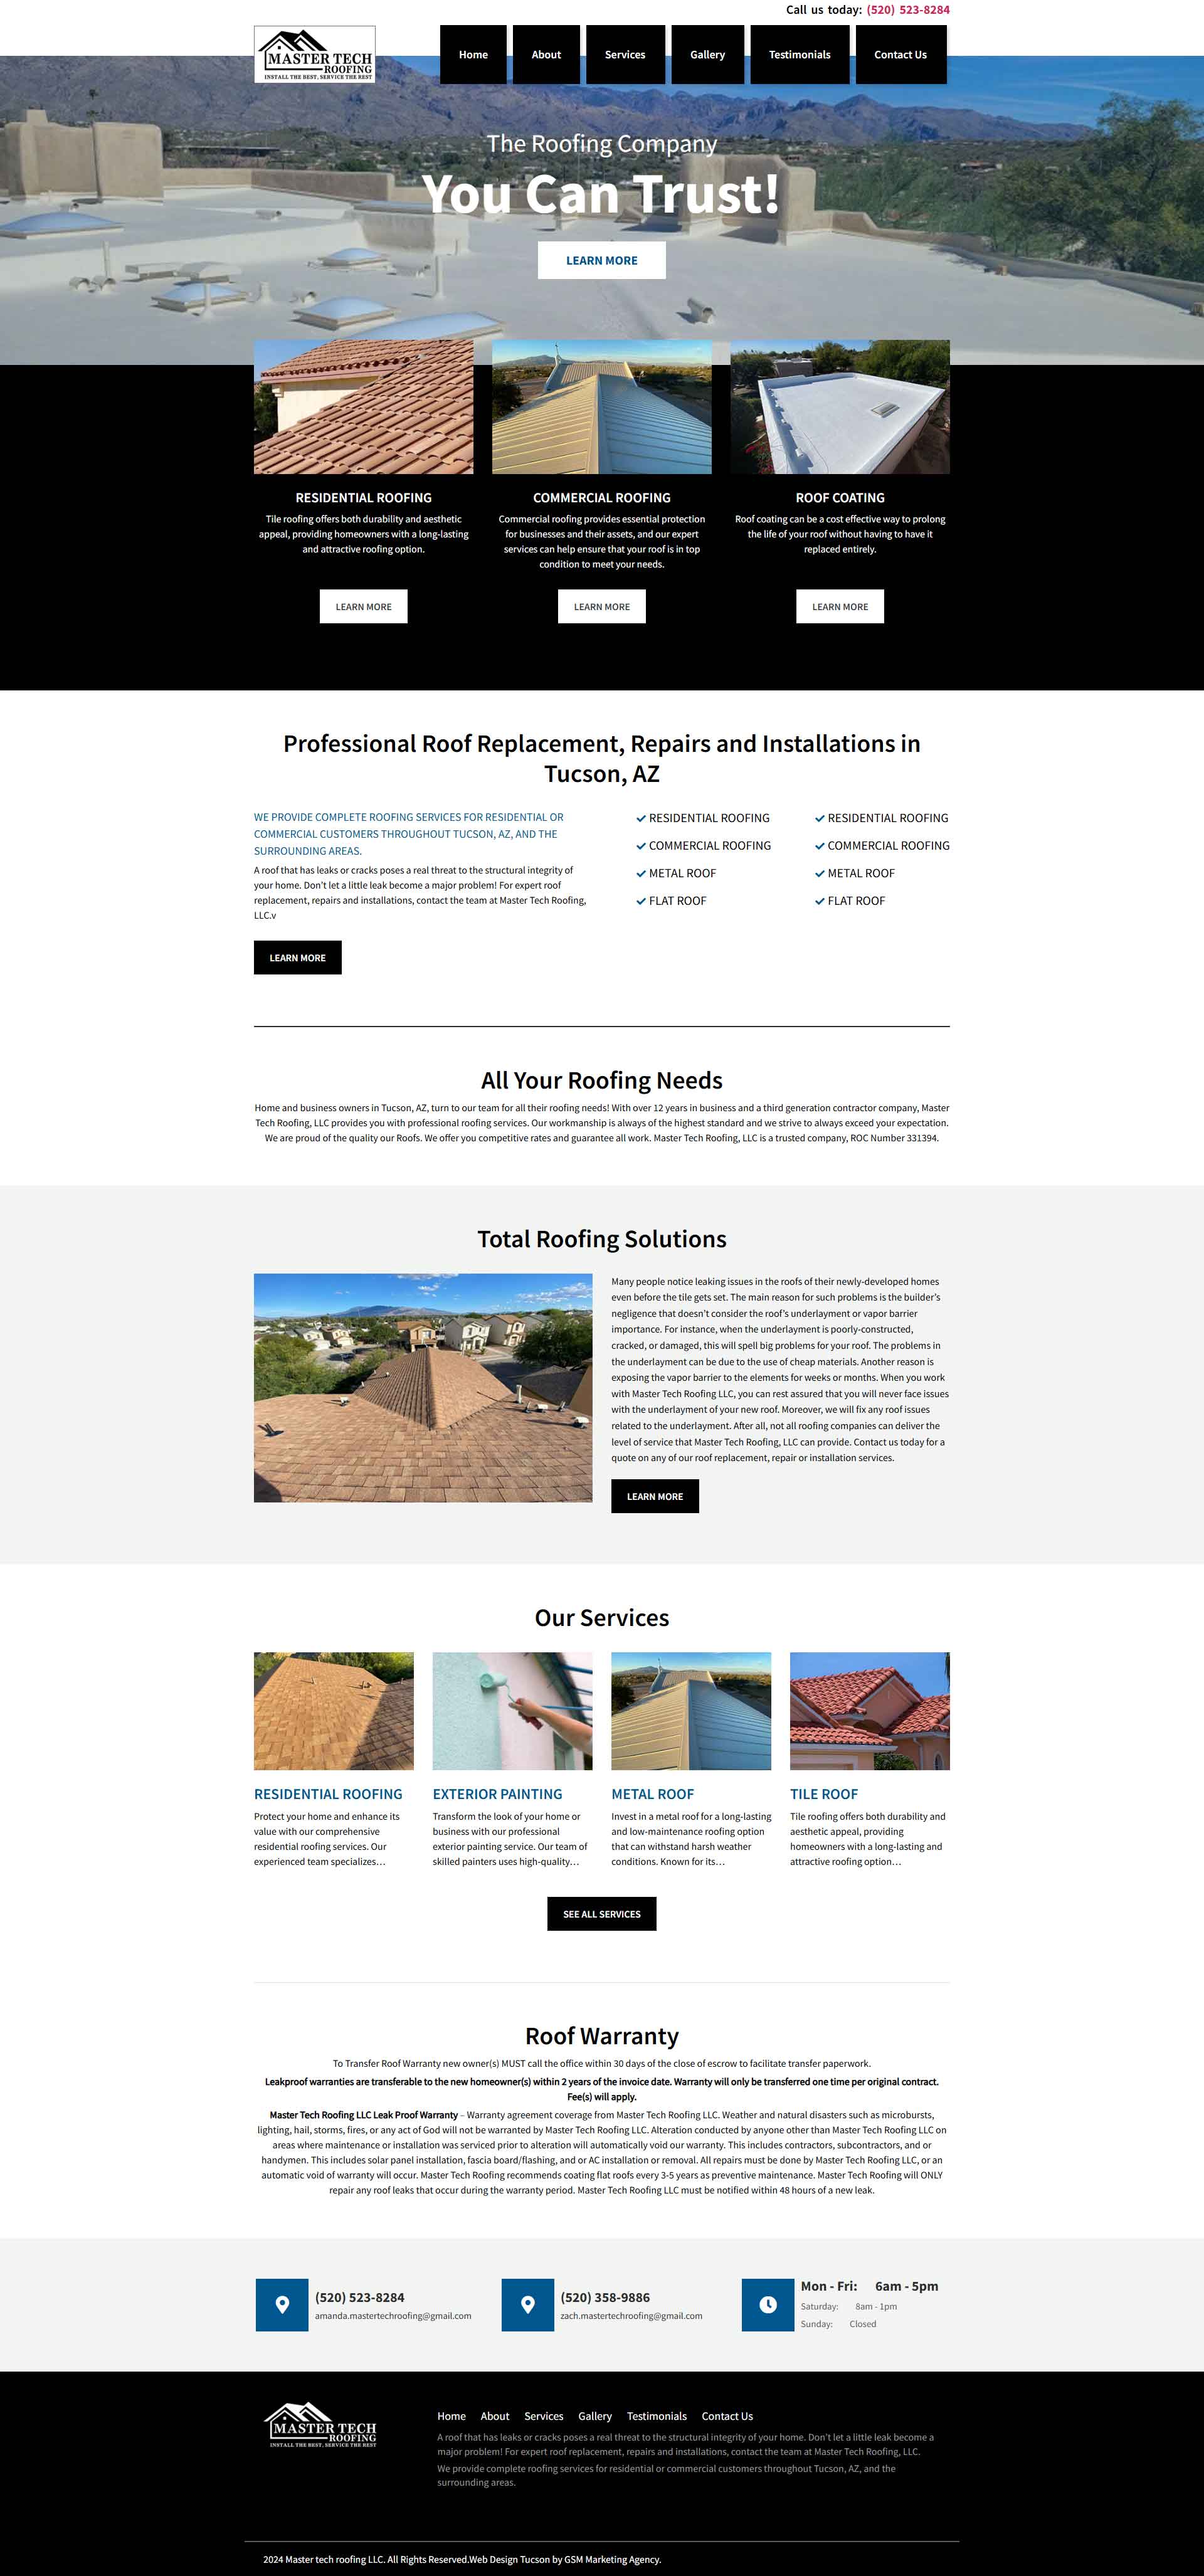 Call us today: (520) 523-8284
MASTER TECH
ROOFING
INSTALL THE BEST, SERVICE THE REST
Home About Services Gallery Testimonials Contact Us
The Roofing Company
You Can Trust!
LEARN MORE
RESIDENTIAL ROOFING
Tile roofing offers both durability and aesthetic
appeal, providing homeowners with a long-lasting
and attractive roofing option.
LEARN MORE
COMMERCIAL ROOFING
Commercial roofing provides essential protection
for businesses and their assets, and our expert
services can help ensure that your roof is in top
condition to meet your needs.
LEARN MORE
ROOF COATING
Roof coating can be a cost effective way to prolong
the life of your roof without having to have it
replaced entirely.
LEARN MORE
Professional Roof Replacement, Repairs and Installations in
Tucson, AZ
WE PROVIDE COMPLETE ROOFING SERVICES FOR RESIDENTIAL OR
COMMERCIAL CUSTOMERS THROUGHOUT TUCSON, AZ, AND THE
SURROUNDING AREAS.
A roof that has leaks or cracks poses a real threat to the structural integrity of
your home. Don't let a little leak become a major problem! For expert roof
replacement, repairs and installations, contact the team at Master Tech Roofing,
LLC.v
LEARN MORE
RESIDENTIAL ROOFING
COMMERCIAL ROOFING
METAL ROOF
FLAT ROOF
RESIDENTIAL ROOFING
COMMERCIAL ROOFING
METAL ROOF
FLAT ROOF
All Your Roofing Needs
Home and business owners in Tucson, AZ, turn to our team for all their roofing needs! With over 12 years in business and a third generation contractor company, Master
Tech Roofing, LLC provides you with professional roofing services. Our workmanship is always of the highest standard and we strive to always exceed your expectation.
We are proud of the quality our Roofs. We offer you competitive rates and guarantee all work. Master Tech Roofing, LLC is a trusted company, ROC Number 331394.
Total Roofing Solutions
Many people notice leaking issues in the roofs of their newly-developed homes
even before the tile gets set. The main reason for such problems is the builder's
negligence that doesn't consider the roof's underlayment or vapor barrier
importance. For instance, when the underlayment is poorly-constructed,
cracked, or damaged, this will spell big problems for your roof. The problems in
the underlayment can be due to the use of cheap materials. Another reason is
exposing the vapor barrier to the elements for weeks or months. When you work
with Master Tech Roofing LLC, you can rest assured that you will never face issues
with the underlayment of your new roof. Moreover, we will fix any roof issues
related to the underlayment. After all, not all roofing companies can deliver the
level of service that Master Tech Roofing, LLC can provide. Contact us today for a
quote on any of our roof replacement, repair or installation services.
LEARN MORE
Our Services
RESIDENTIAL ROOFING
Protect your home and enhance its
value with our comprehensive
residential roofing services. Our
experienced team specializes…
EXTERIOR PAINTING
Transform the look of your home or
business with our professional
exterior painting service. Our team of
skilled painters uses high-quality…
METAL ROOF
Invest in a metal roof for a long-lasting
and low-maintenance roofing option
that can withstand harsh weather
conditions. Known for its…
TILE ROOF
Tile roofing offers both durability and
aesthetic appeal, providing
homeowners with a long-lasting and
attractive roofing option…
SEE ALL SERVICES
Roof Warranty
To Transfer Roof Warranty new owner(s) MUST call the office within 30 days of the close of escrow to facilitate transfer paperwork.
Leakproof warranties are transferable to the new homeowner(s) within 2 years of the invoice date. Warranty will only be transferred one time per original contract.
Fee(s) will apply.
Master Tech Roofing LLC Leak Proof Warranty – Warranty agreement coverage from Master Tech Roofing LLC. Weather and natural disasters such as microbursts,
lighting, hail, storms, fires, or any act of God will not be warranted by Master Tech Roofing LLC. Alteration conducted by anyone other than Master Tech Roof LLC on
areas where maintenance or installation was serviced prior to alteration will automatically void our warranty. This includes contractors, subcontractors, and or
handymen. This includes solar panel installation, fascia board/flashing, and or AC installation or removal. All repairs must be done by Master Tech Roofing LLC, or an
automatic void of warranty will occur. Master Tech Roofing recommends coating flat roofs every 3-5 years as preventive maintenance. Master Tech Roofing will ONLY
repair any roof leaks that occur during the warranty period. Master Tech Roofing LLC must be notified within 48 hours of a new leak.
(520) 523-8284
amanda.mastertechroofing@gmail.com
(520) 358-9886
zach.mastertechroofing@gmail.com
Mon - Fri: 6am - 5pm
Saturday: 8am - 1pm
Sunday: Closed
MASTER TECH
ROOFING
INSTALL THE BEST, SERVICE THE REST
Home About Services Gallery Testimonials Contact Us
A roof that has leaks or cracks poses a real threat to the structural integrity of your home. Don't let a little leak become a
major problem! For expert roof replacement, repairs and installations, contact the team at Master Tech Roofing, LLC.
We provide complete roofing services for residential or commercial customers throughout Tucson, AZ, and the
surrounding areas.
2024 Master tech roofing LLC. All Rights Reserved.Web Design Tucson by GSM Marketing Agency.